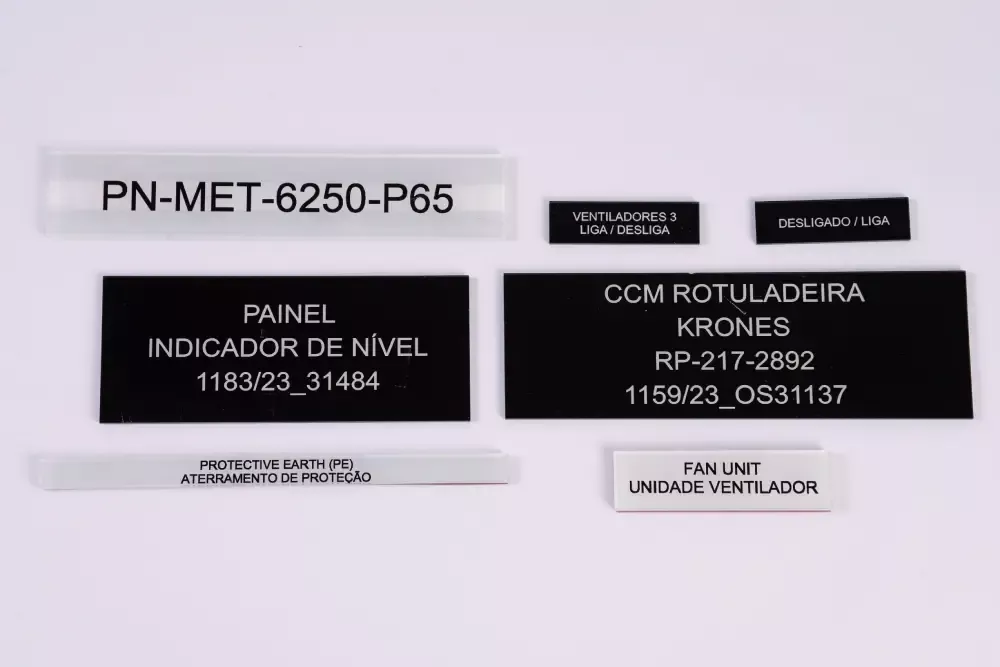 PN-MET-6250-P65
VENTILADORES 3
LIGA / DESLIGA
DESLIGADO / LIGA
PAINEL
INDICADOR DE NÍVEL
1183/23_31484
CCM ROTULADEIRA
KRONES
RP-217-2892
1159/23_OS31137
PROTECTIVE EARTH (PE)
ATERRAMENTO DE PROTEÇÃO
FAN UNIT
UNIDADE VENTILADOR